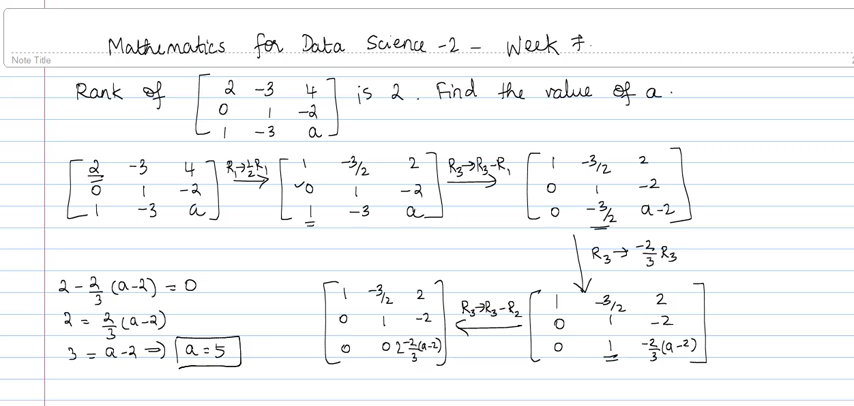 Mathematics for Data Science -2 - Week 7.
Note Title
Rank of [ 2 -3 4 ; 0 1 -2 ; 1 -3 a ] is 2. Find the value of a.
[ 2 -3 4 ; 0 1 -2 ; 1 -3 a ] R₁→½R₁ [ 1 -3/2 2 ; 0 1 -2 ; 1 -3 a ] R₃→R₃-R₁ [ 1 -3/2 2 ; 0 1 -2 ; 0 -3/2 a-2 ]
R₃→ -2/3 R₃
[ 1 -3/2 2 ; 0 1 -2 ; 0 1 -2/3(a-2) ]
R₃→R₃-R₂
[ 1 -3/2 2 ; 0 1 -2 ; 0 0 2-2/3(a-2) ]
2 - 2/3 (a-2) = 0
2 = 2/3 (a-2)
3 = a-2 ⇒ a = 5